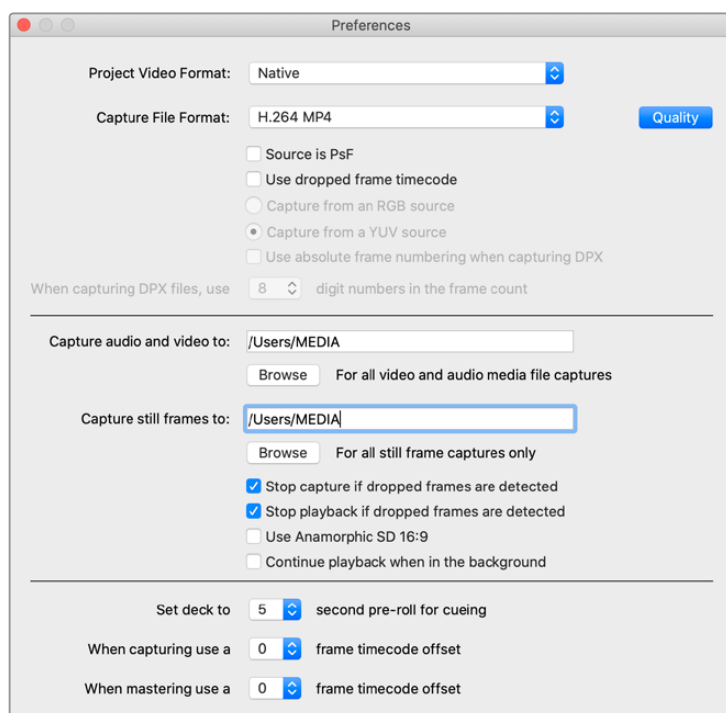 Preferences
Project Video Format: Native
Capture File Format: H.264 MP4 Quality
Source is PsF
Use dropped frame timecode
Capture from an RGB source
Capture from a YUV source
Use absolute frame numbering when capturing DPX
When capturing DPX files, use 8 digit numbers in the frame count
Capture audio and video to: /Users/MEDIA
Browse For all video and audio media file captures
Capture still frames to: /Users/MEDIA
Browse For all still frame captures only
Stop capture if dropped frames are detected
Stop playback if dropped frames are detected
Use Anamorphic SD 16:9
Continue playback when in the background
Set deck to 5 second pre-roll for cueing
When capturing use a 0 frame timecode offset
When mastering use a 0 frame timecode offset